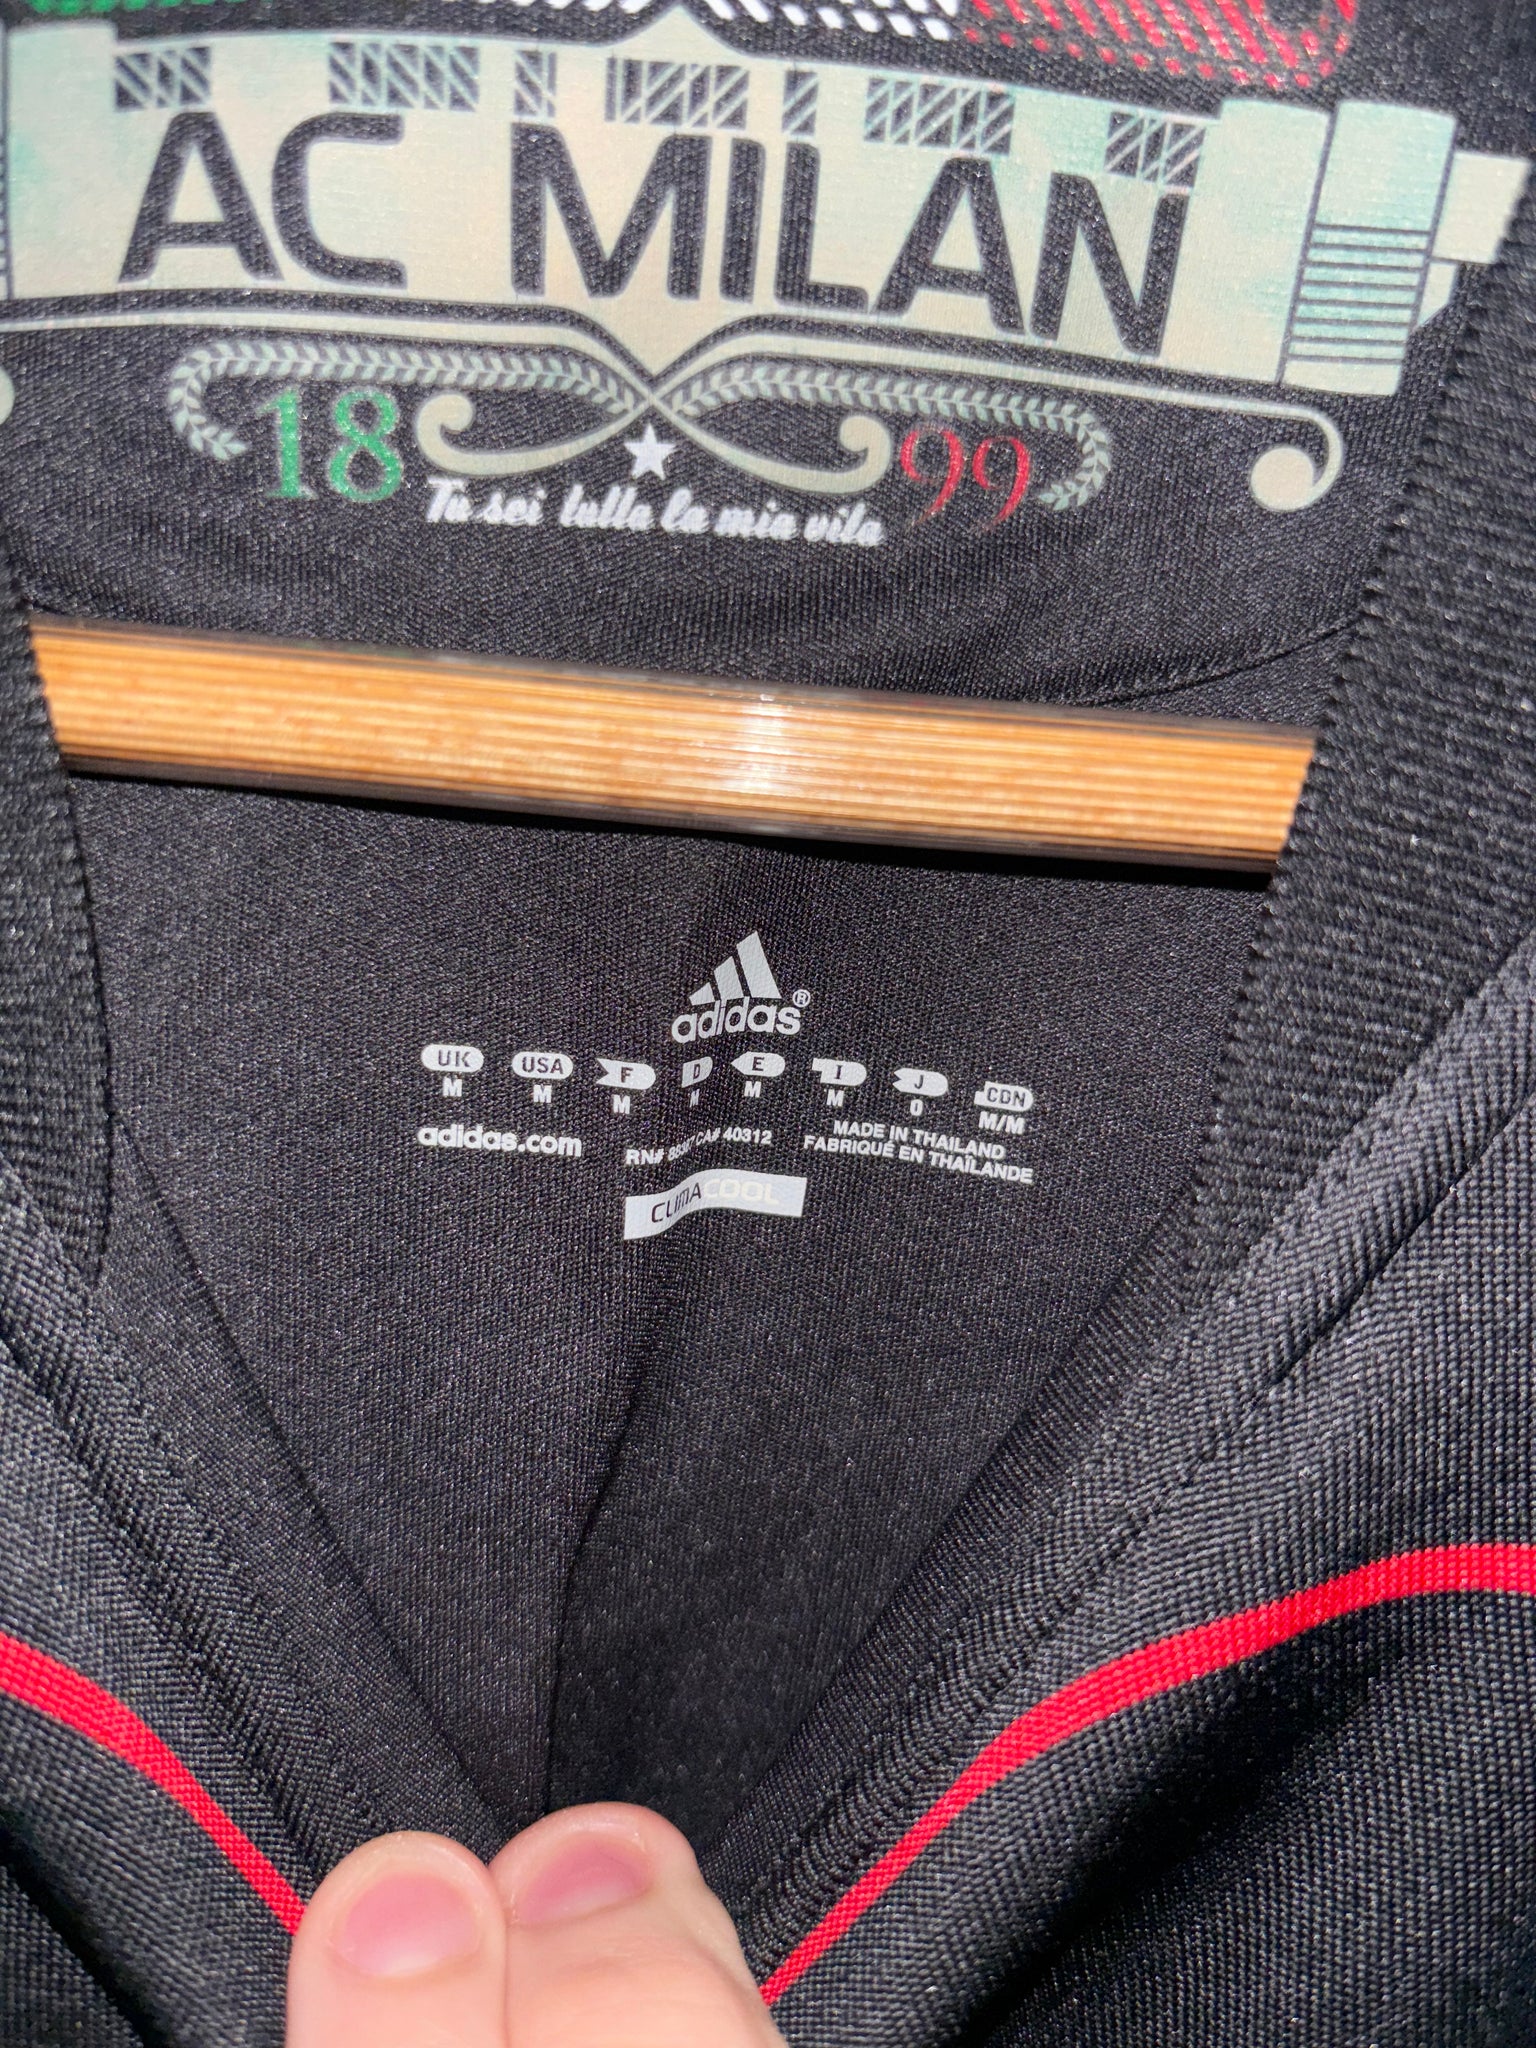 AC MILAN
18 99
Tu sei tutta la mia vita
adidas®
UK USA F D E I J CDN
M M M M M M O M/M
adidas.com
RN# CA# 40312
MADE IN THAILAND
FABRIQUÉ EN THAÏLANDE
CLIMACOOL